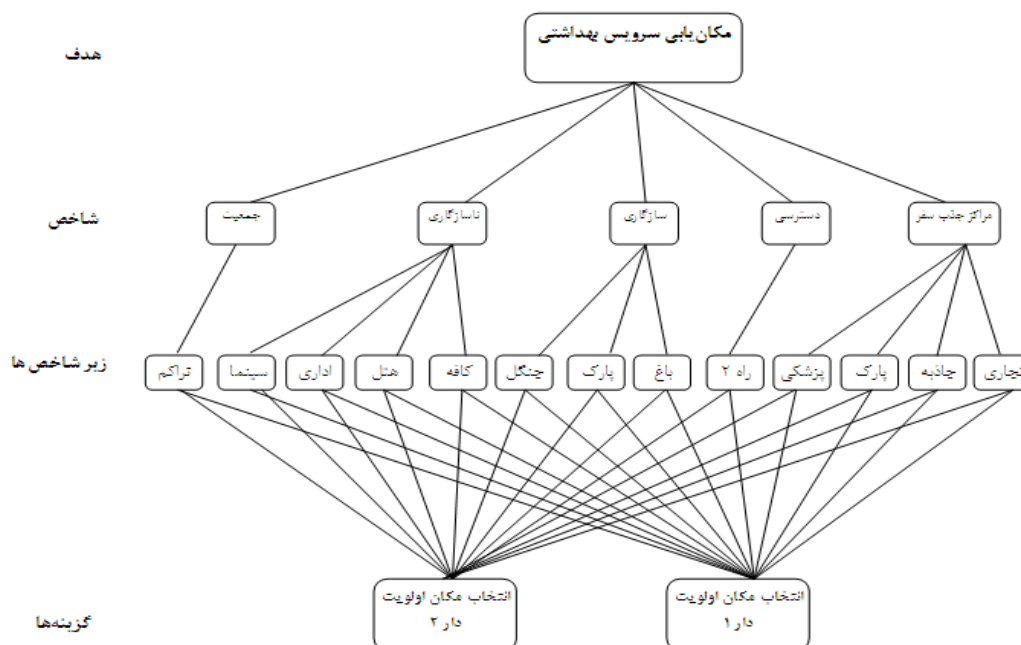 هدف
مکان‌یابی سرویس بهداشتی
شاخص
مراکز جذب سفر
دسترسی
سازگاری
ناسازگاری
جمعیت
زیر شاخص ها
تجاری
جاذبه
پارک
پزشکی
راه ۲
باغ
پارک
جنگل
کافه
هتل
اداری
سینما
تراکم
گزینه‌ها
انتخاب مکان اولویت
دار ۱
انتخاب مکان اولویت
دار ۲